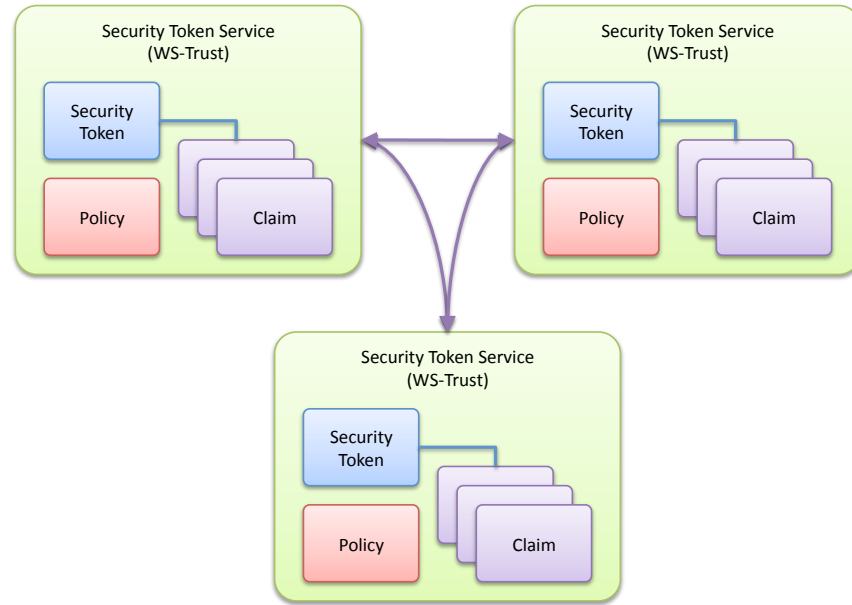 Security Token Service
(WS-Trust)
Security
Token
Policy
Claim
Security Token Service
(WS-Trust)
Security
Token
Policy
Claim
Security Token Service
(WS-Trust)
Security
Token
Policy
Claim